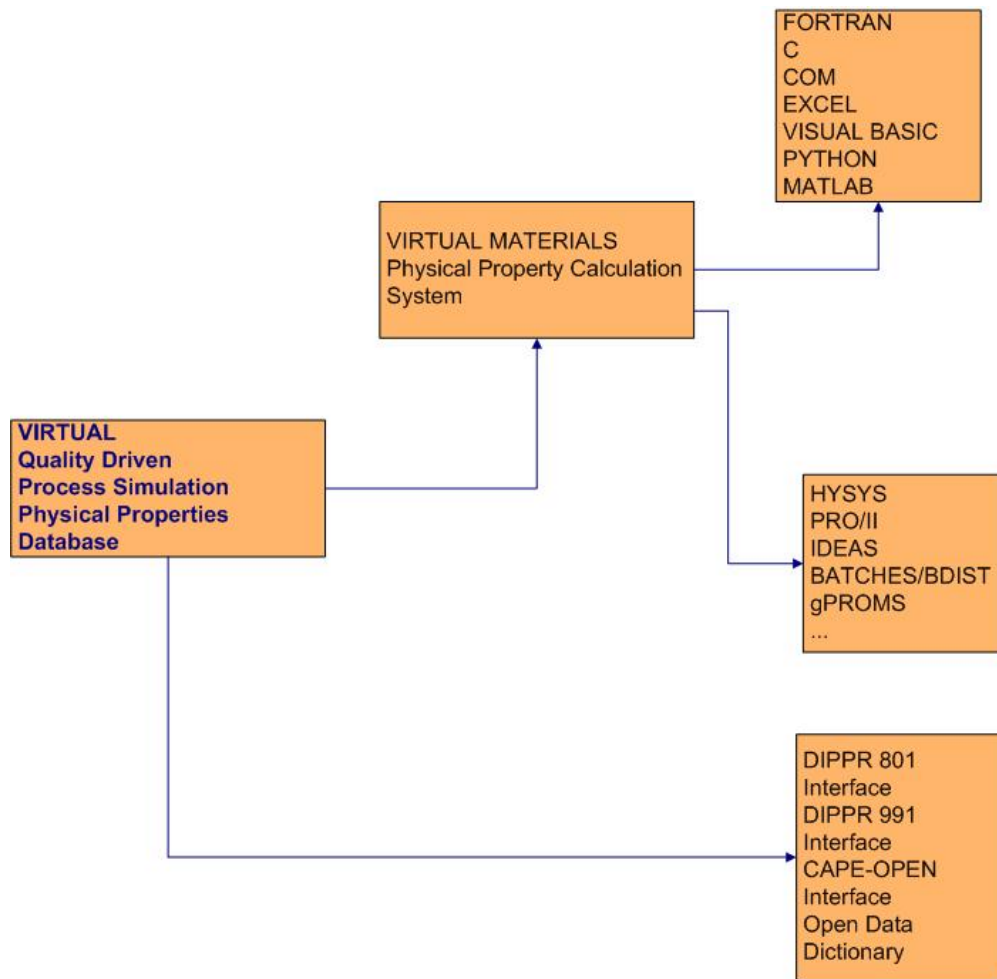 FORTRAN
C
COM
EXCEL
VISUAL BASIC
PYTHON
MATLAB
VIRTUAL MATERIALS
Physical Property Calculation
System
VIRTUAL
Quality Driven
Process Simulation
Physical Properties
Database
HYSYS
PRO/II
IDEAS
BATCHES/BDIST
gPROMS
...
DIPPR 801
Interface
DIPPR 991
Interface
CAPE-OPEN
Interface
Open Data
Dictionary